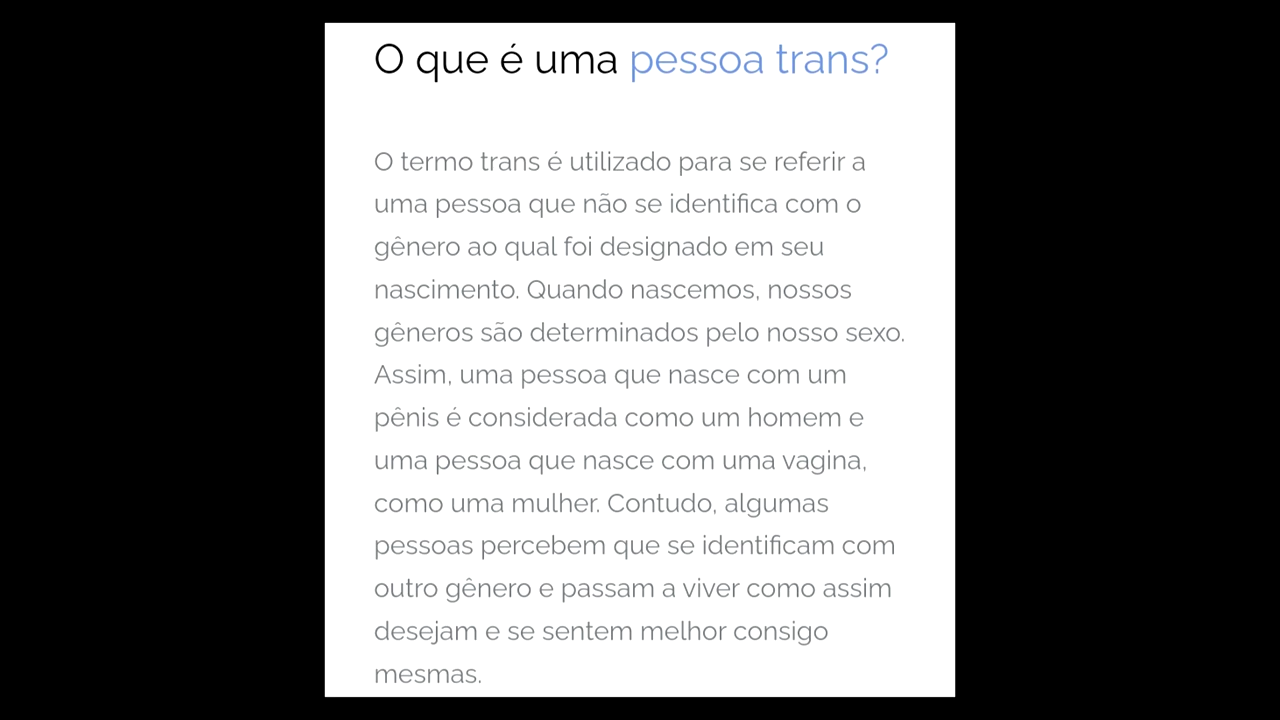 O que é uma pessoa trans?
O termo trans é utilizado para se referir a
uma pessoa que não se identifica com o
gênero ao qual foi designado em seu
nascimento. Quando nascemos, nossos
gêneros são determinados pelo nosso sexo.
Assim, uma pessoa que nasce com um
pênis é considerada como um homem e
uma pessoa que nasce com uma vagina,
como uma mulher. Contudo, algumas
pessoas percebem que se identificam com
outro gênero e passam a viver como assim
desejam e se sentem melhor consigo
mesmas.